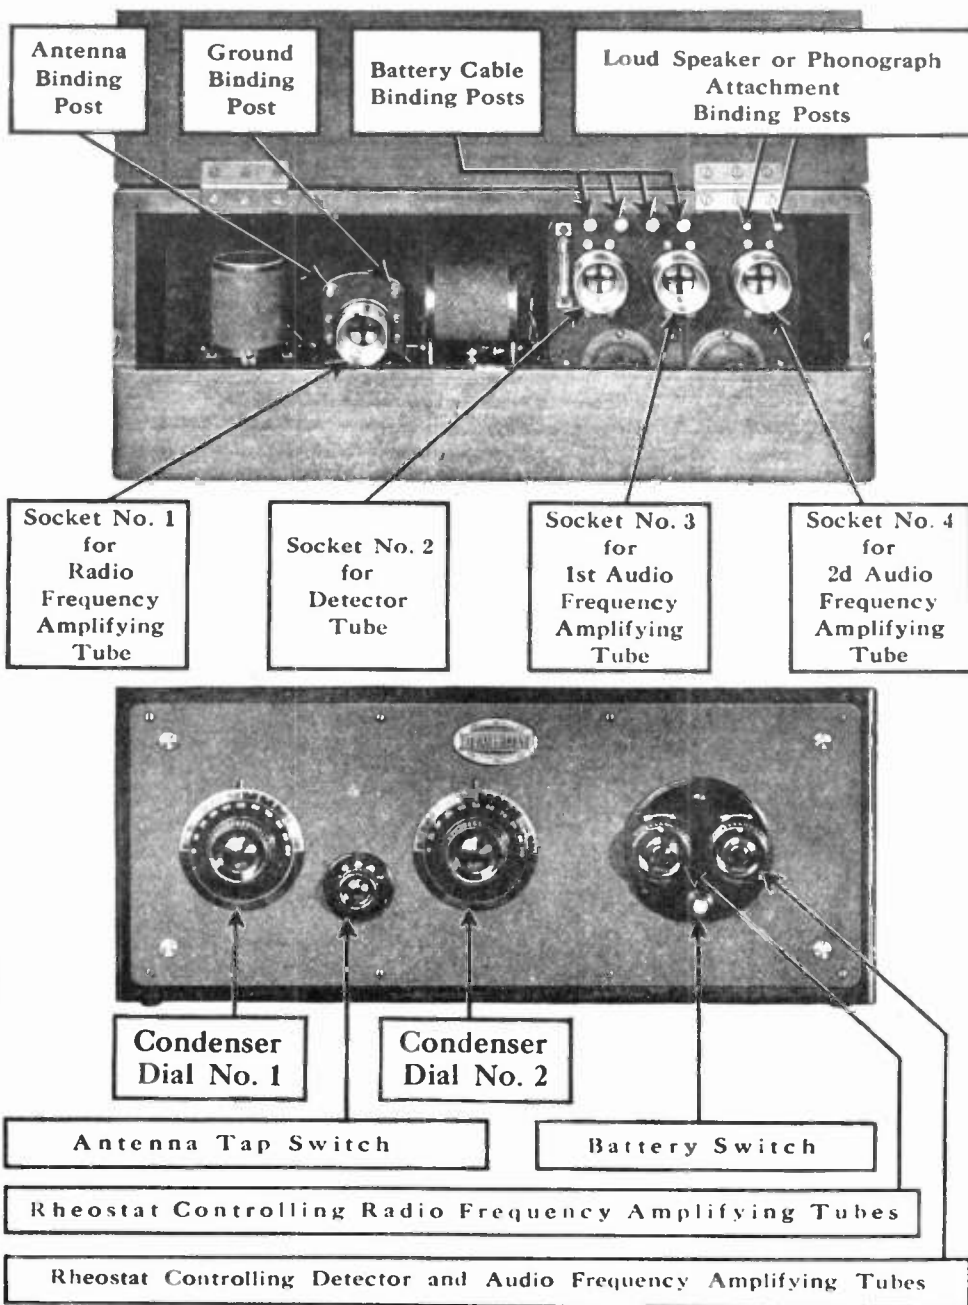 Antenna
Binding
Post
Ground
Binding
Post
Battery Cable
Binding Posts
Loud Speaker or Phonograph
Attachment
Binding Posts
Socket No. 1
for
Radio
Frequency
Amplifying
Tube
Socket No. 2
for
Detector
Tube
Socket No. 3
for
1st Audio
Frequency
Amplifying
Tube
Socket No. 4
for
2d Audio
Frequency
Amplifying
Tube
Condenser
Dial No. 1
Condenser
Dial No. 2
Antenna Tap Switch
Battery Switch
Rheostat Controlling Radio Frequency Amplifying Tubes
Rheostat Controlling Detector and Audio Frequency Amplifying Tubes